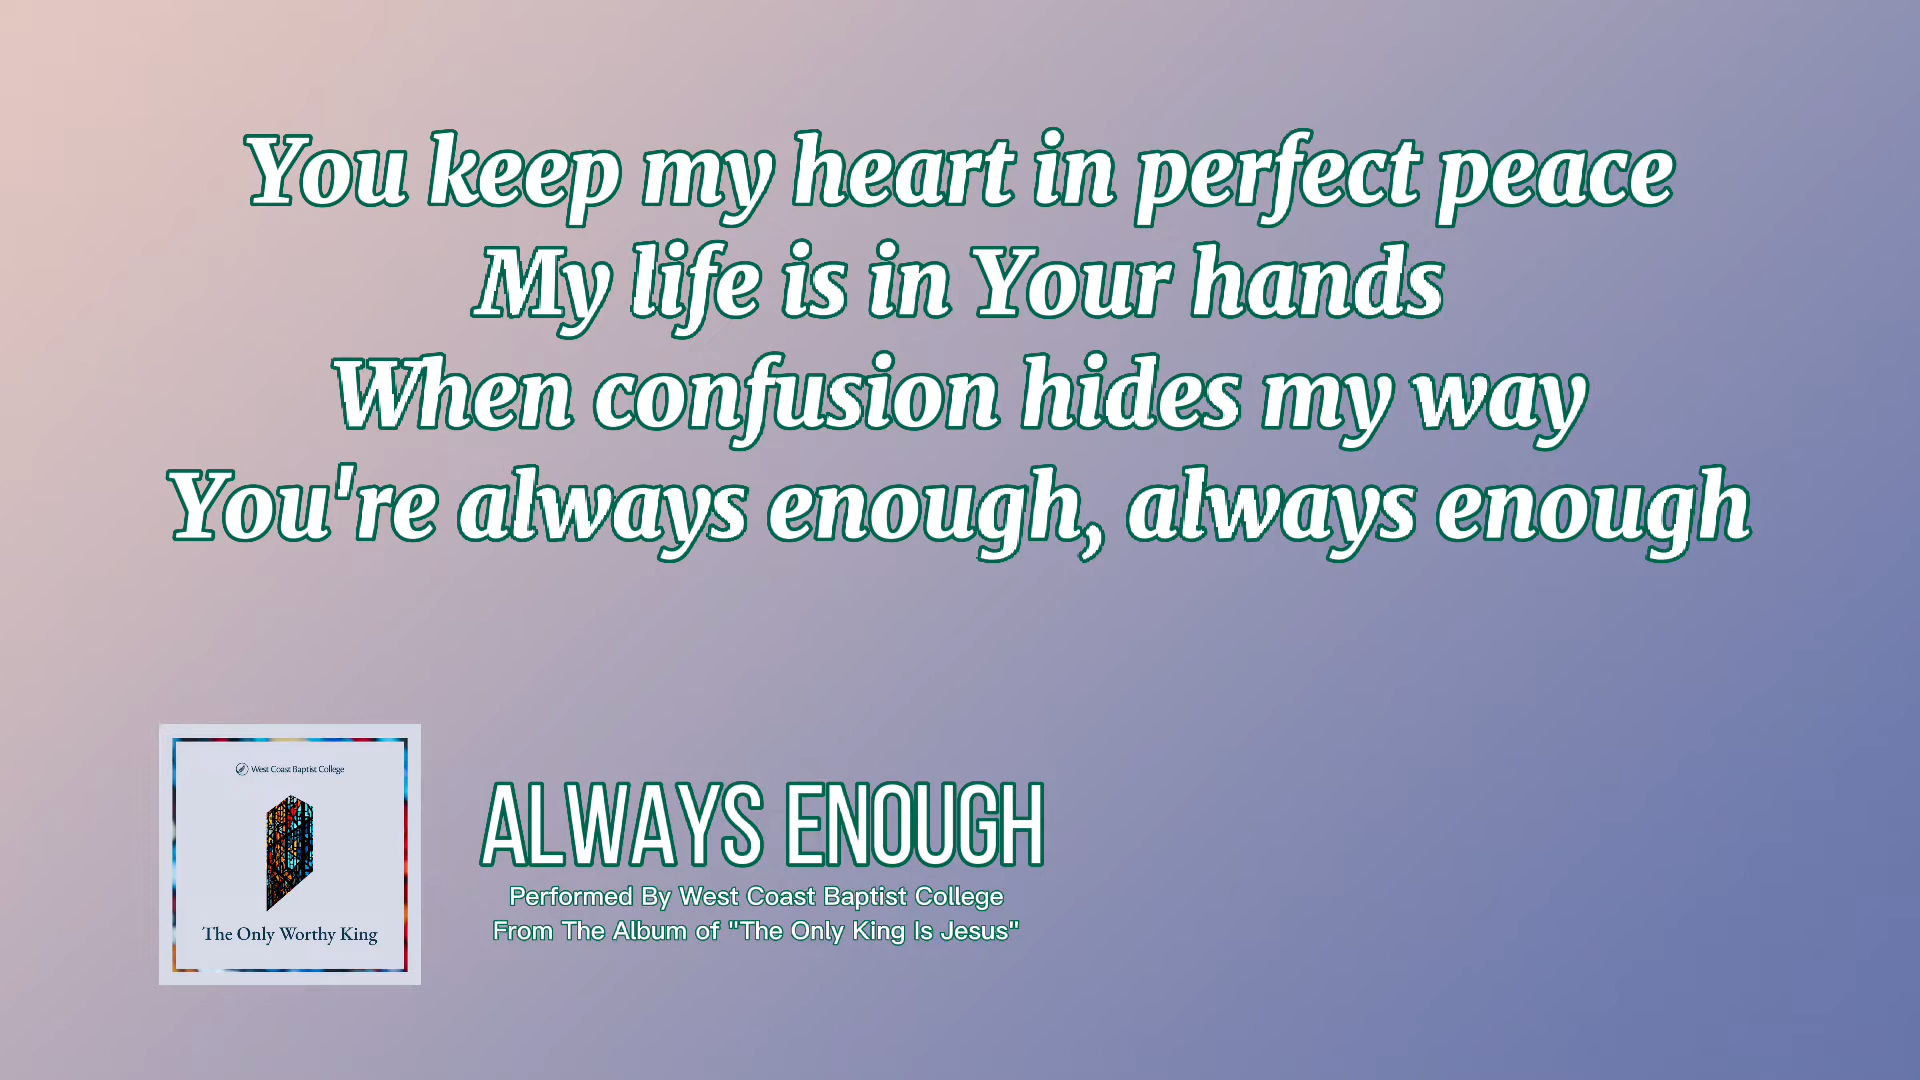 You keep my heart in perfect peace
My life is in Your hands
When confusion hides my way
You're always enough, always enough
West Coast Baptist College
The Only Worthy King
ALWAYS ENOUGH
Performed By West Coast Baptist College
From The Album of "The Only King Is Jesus"